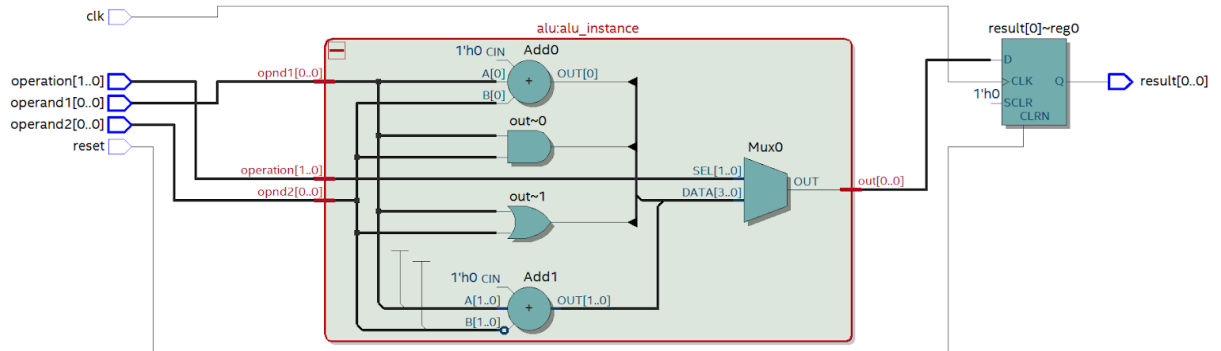 clk
operation[1..0]
operand1[0..0]
operand2[0..0]
reset
alu:alu_instance
opnd1[0..0]
operation[1..0]
opnd2[0..0]
Add0
1'h0 CIN
A[0]
B[0]
+
OUT[0]
out~0
out~1
Add1
1'h0 CIN
A[1..0]
B[1..0]
+
OUT[1..0]
Mux0
SEL[1..0]
DATA[3..0]
OUT
out[0..0]
result[0]~reg0
D
CLK
1'h0
SCLR
CLRN
Q
result[0..0]